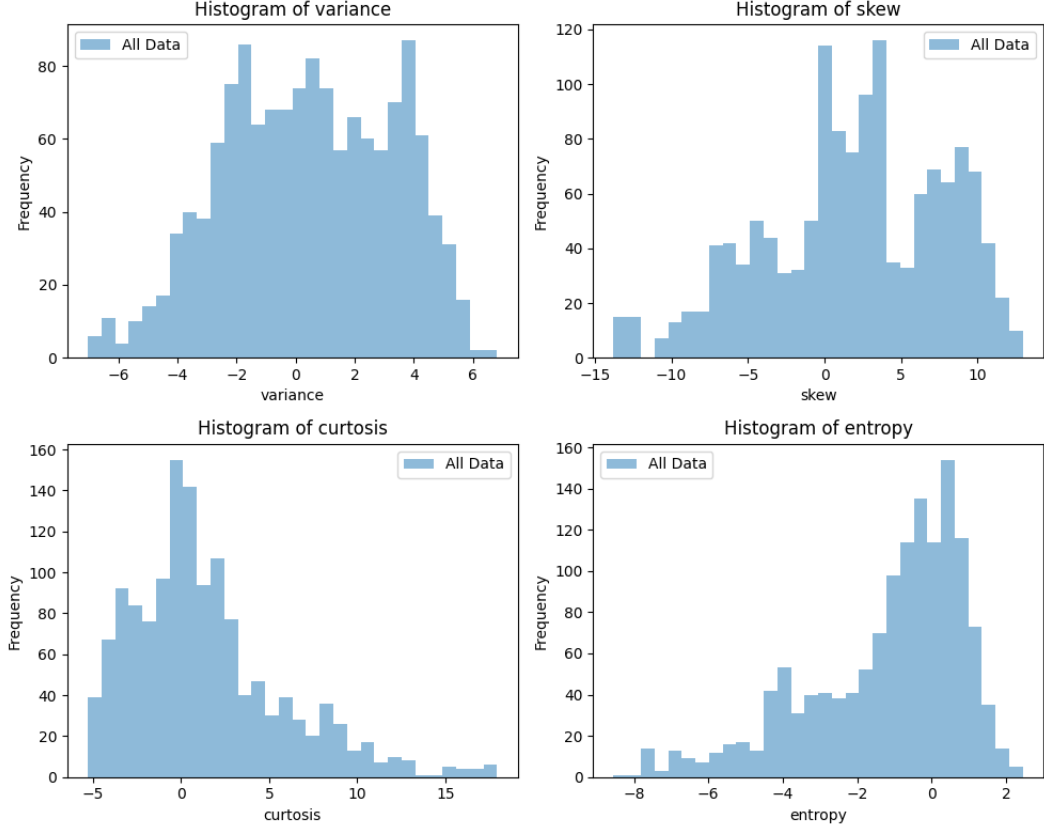 Histogram of variance
All Data
Frequency
80
60
40
20
0
−6 −4 −2 0 2 4 6
variance
Histogram of skew
All Data
Frequency
120
100
80
60
40
20
0
−15 −10 −5 0 5 10
skew
Histogram of curtosis
All Data
Frequency
160
140
120
100
80
60
40
20
0
−5 0 5 10 15
curtosis
Histogram of entropy
All Data
Frequency
160
140
120
100
80
60
40
20
0
−8 −6 −4 −2 0 2
entropy